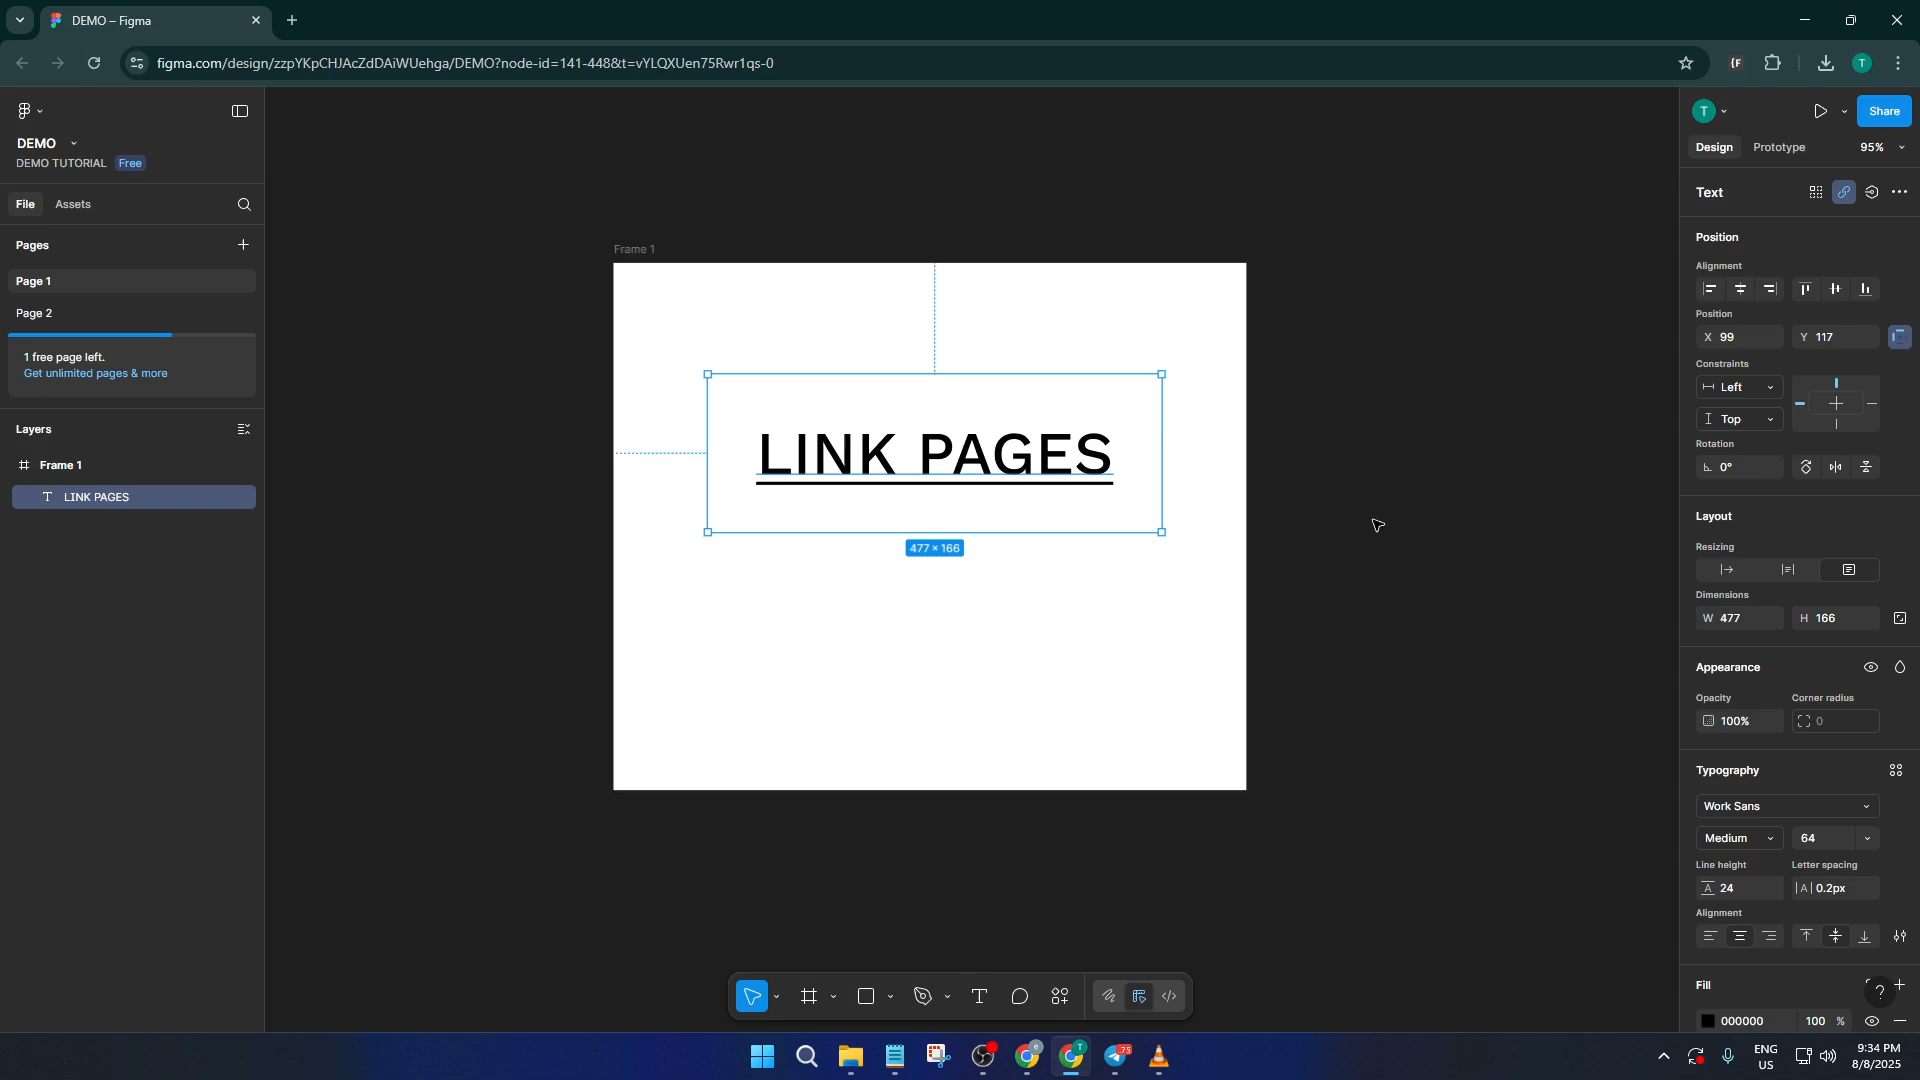 DEMO – Figma
figma.com/design/zzpYKpCHJAcZdDAiWUehga/DEMO?node-id=141-448&t=vYLQXUen75Rwr1qs-0
T
DEMO
DEMO TUTORIAL Free
File Assets
Pages
Page 1
Page 2
1 free page left.
Get unlimited pages & more
Layers
Frame 1
T LINK PAGES
Frame 1
LINK PAGES
477 × 166
T
Share
Design Prototype 95%
Text
Position
Alignment
Position
X 99 Y 117
Constraints
Left
Top
Rotation
0°
Layout
Resizing
Dimensions
W 477 H 166
Appearance
Opacity Corner radius
100% 0
Typography
Work Sans
Medium 64
Line height Letter spacing
24 |A| 0.2px
Alignment
Fill
?
000000 100 %
ENG
US
9:34 PM
8/8/2025